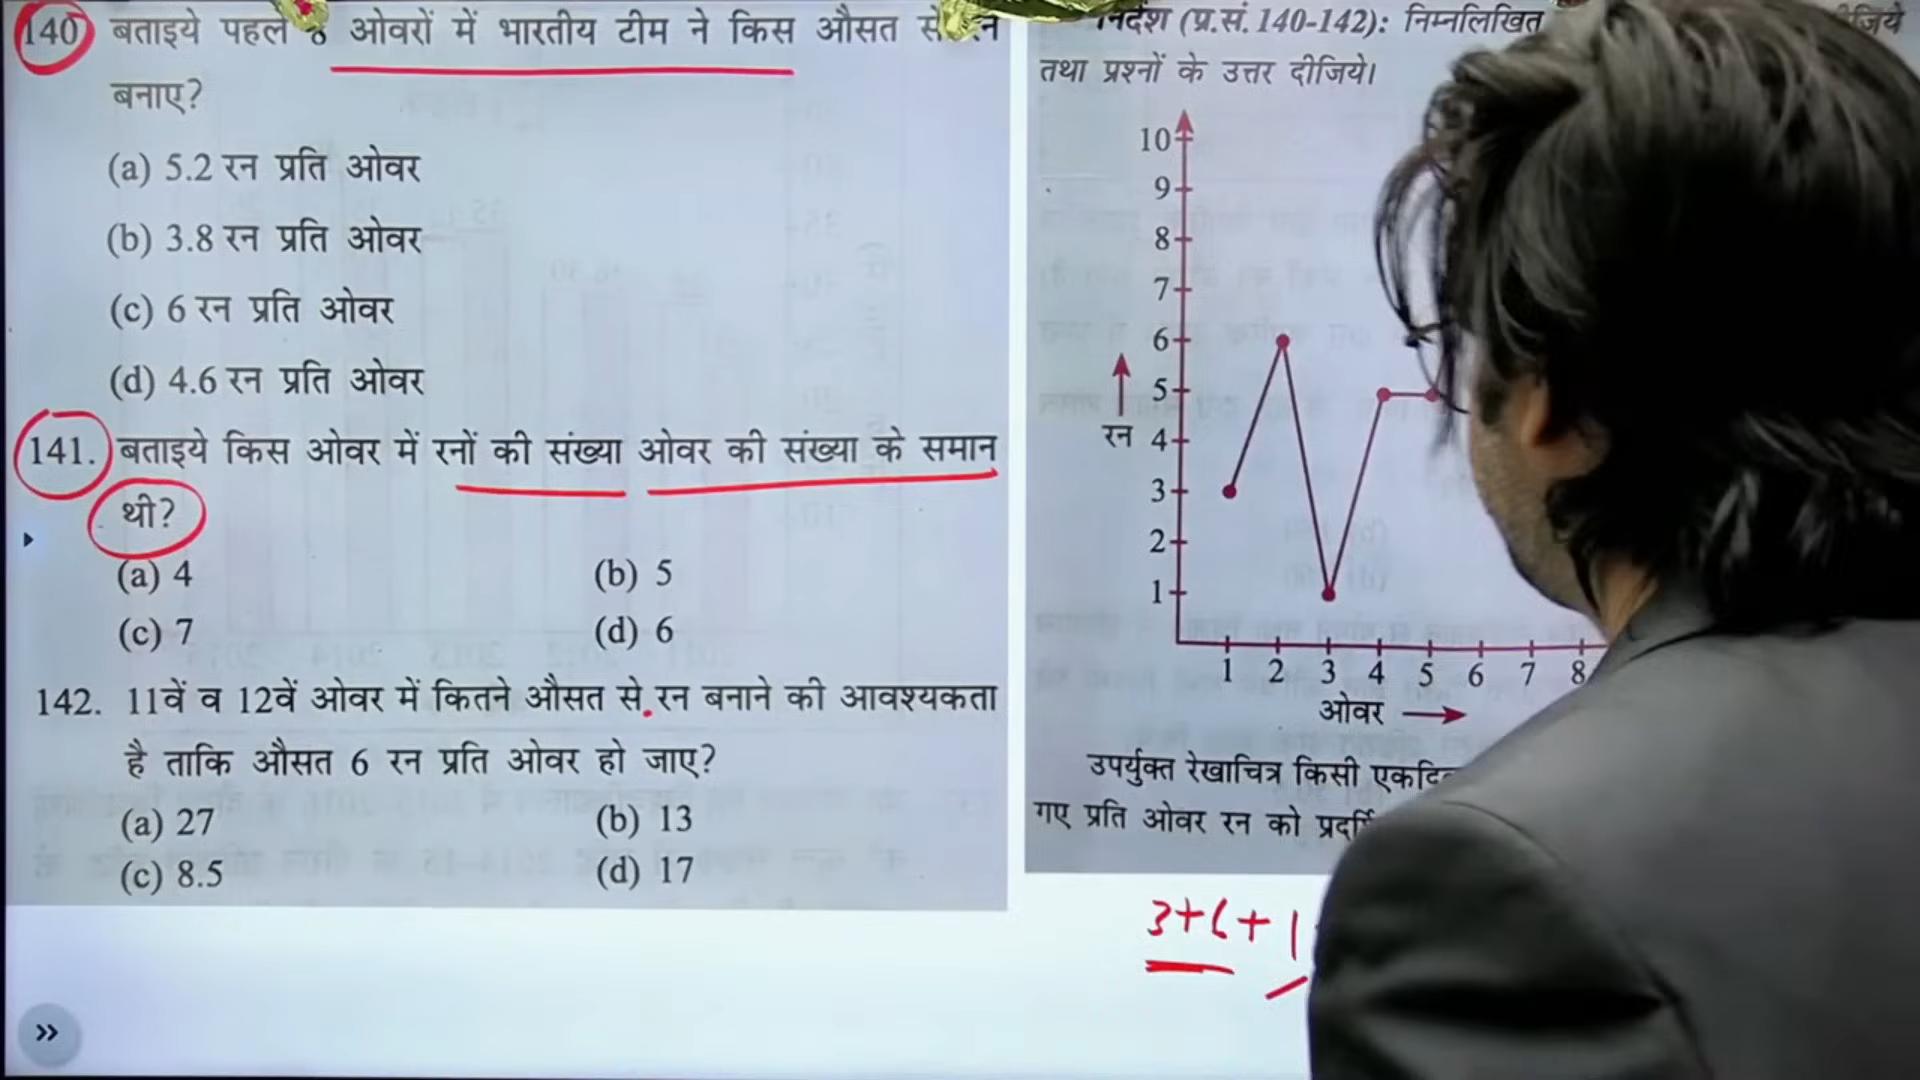 140 बताइये पहले 8 ओवरों में भारतीय टीम ने किस औसत से
बनाए?
(a) 5.2 रन प्रति ओवर
(b) 3.8 रन प्रति ओवर
(c) 6 रन प्रति ओवर
(d) 4.6 रन प्रति ओवर
141. बताइये किस ओवर में रनों की संख्या ओवर की संख्या के समान
थी?
(a) 4 (b) 5
(c) 7 (d) 6
142. 11वें व 12वें ओवर में कितने औसत से रन बनाने की आवश्यकता
है ताकि औसत 6 रन प्रति ओवर हो जाए?
(a) 27 (b) 13
(c) 8.5 (d) 17
»
निर्देश (प्र.सं. 140-142): निम्नलिखित
तथा प्रश्नों के उत्तर दीजिये।
10
9
8
7
6
5
रन 4
3
2
1
1 2 3 4 5 6 7 8
ओवर
उपर्युक्त रेखाचित्र किसी
गए प्रति ओवर रन को
3+6+1